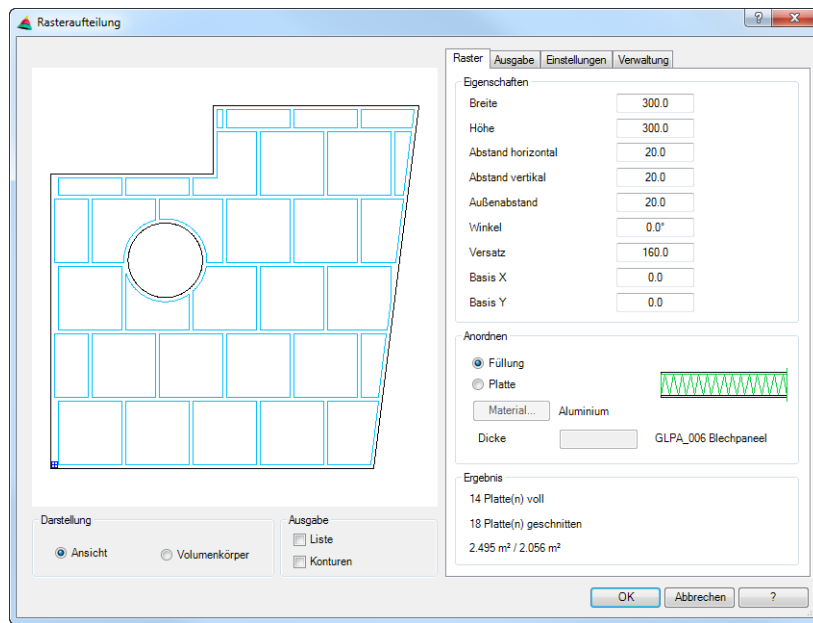 Rasteraufteilung
?
Raster
Ausgabe
Einstellungen
Verwaltung
Eigenschaften
Breite 300.0
Höhe 300.0
Abstand horizontal 20.0
Abstand vertikal 20.0
Außenabstand 20.0
Winkel 0.0°
Versatz 160.0
Basis X 0.0
Basis Y 0.0
Anordnen
Füllung
Platte
Material... Aluminium
Dicke GLPA_006 Blechpaneel
Ergebnis
14 Platte(n) voll
18 Platte(n) geschnitten
2.495 m² / 2.056 m²
Darstellung
Ansicht
Volumenkörper
Ausgabe
Liste
Konturen
OK
Abbrechen
?